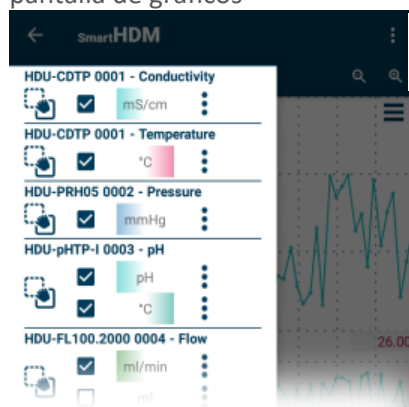 pantalla de gráficos
SmartHDM
HDU-CDTP 0001 - Conductivity
mS/cm
HDU-CDTP 0001 - Temperature
°C
HDU-PRH05 0002 - Pressure
mmHg
HDU-pHTP-I 0003 - pH
pH
°C
HDU-FL100.2000 0004 - Flow
26.00
ml/min
ml